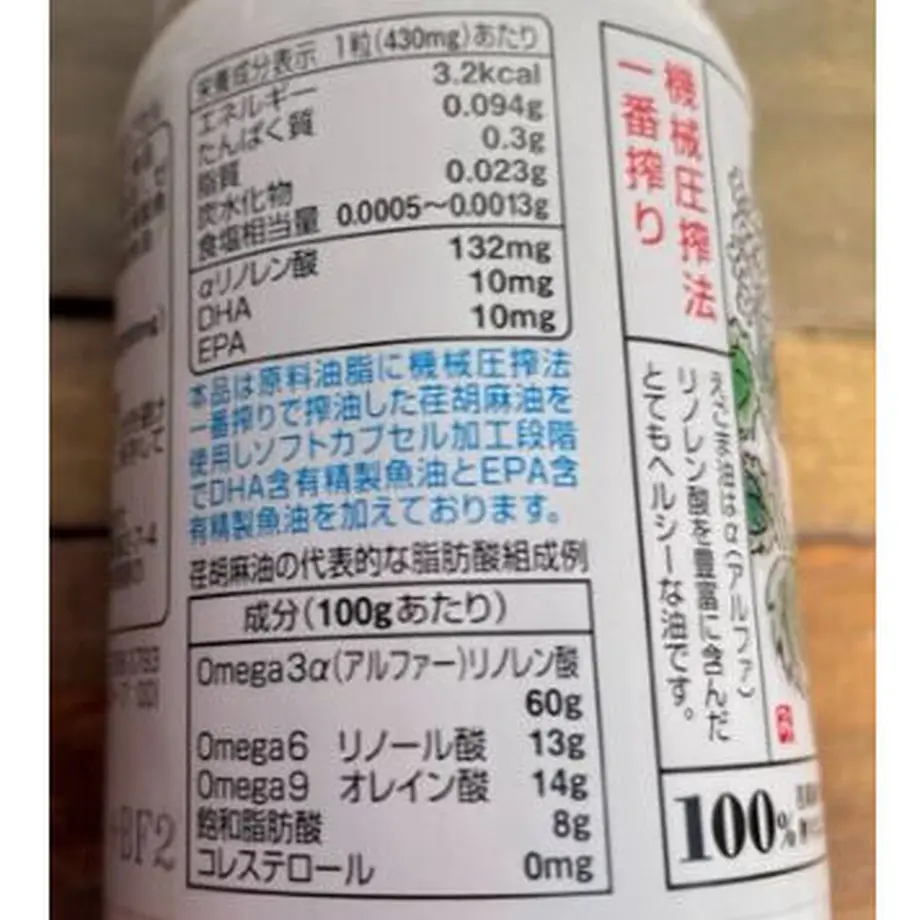 栄養成分表示 1粒(430mg)あたり
エネルギー 3.2kcal
たんぱく質 0.094g
脂質 0.3g
炭水化物 0.023g
食塩相当量 0.0005～0.0013g
αリノレン酸 132mg
DHA 10mg
EPA 10mg
本品は原料油脂に機械圧搾法
一番搾りで搾油した荏胡麻油を
使用しソフトカプセル加工段階
でDHA含有精製魚油とEPA含
有精製魚油を加えております。
荏胡麻油の代表的な脂肪酸組成例
成分(100gあたり)
Omega3α(アルファー)リノレン酸
60g
Omega6 リノール酸 13g
Omega9 オレイン酸 14g
飽和脂肪酸 8g
コレステロール 0mg
機械圧搾法
一番搾り
えごま油はα(アルファ)
リノレン酸を豊富に含んだ
とてもヘルシーな油です。
100%
BF2